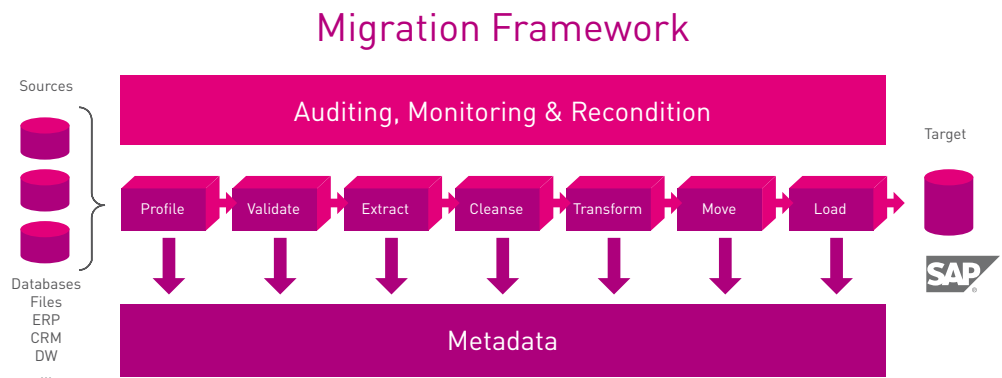 Migration Framework
Sources
Auditing, Monitoring & Recondition
Target
Profile
Validate
Extract
Cleanse
Transform
Move
Load
SAP®
Databases
Files
ERP
CRM
DW
...
Metadata